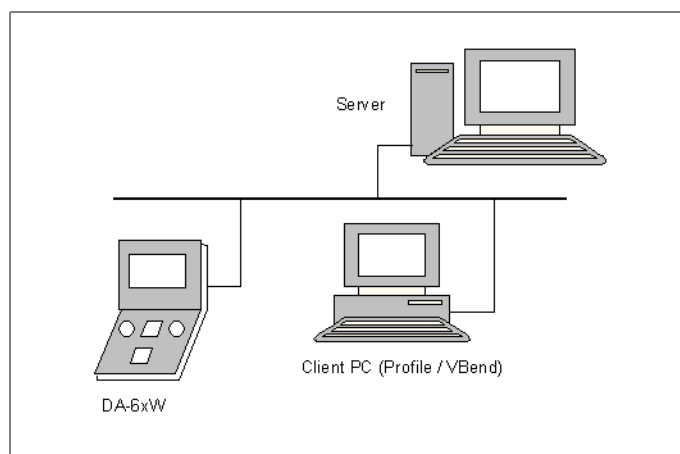 Server
Client PC (Profile / VBend)
DA-6xW